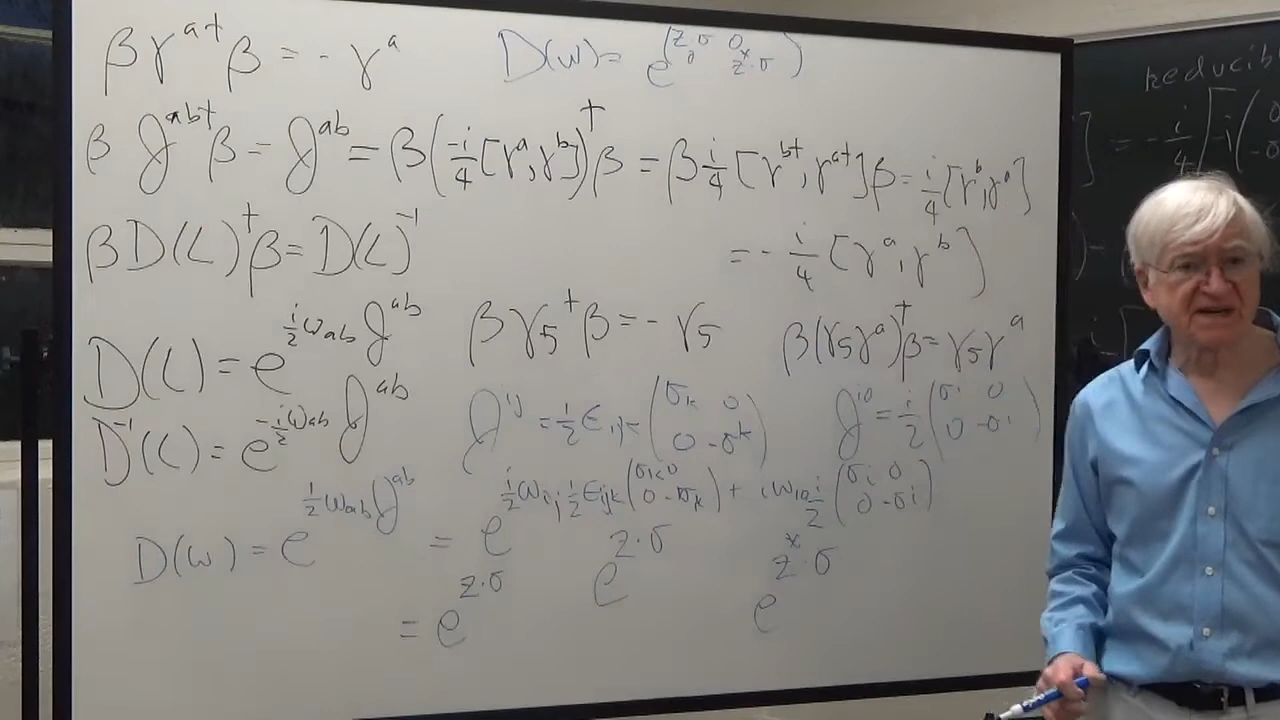 βγ^{a†}β = -γ^a
D(w) = e^{(z·σ 0 0 z*·σ)}
β J^{ab†} β = J^{ab} = β(-i/4 [γ^a, γ^b])^† β = β i/4 [γ^{b†}, γ^{a†}] β = i/4 [γ^b, γ^a]
= -i/4 [γ^a, γ^b]
βD(L)^†β = D(L)^{-1}
D(L) = e^{i/2 ω_{ab} J^{ab}}
βγ_5^†β = -γ_5
β(γ_5γ^a)^†β = γ_5γ^a
D^{-1}(L) = e^{-i/2 ω_{ab} J^{ab}}
J^{ij} = 1/2 ε_{ijk} (σ_k 0 0 -σ_k)
J^{i0} = i/2 (σ_i 0 0 -σ_i)
D(w) = e^{1/2 ω_{ab} J^{ab}} = e^{i/2 ω_{ij} 1/2 ε_{ijk} (σ_k 0 0 -σ_k) + i ω_{i0} i/2 (σ_i 0 0 -σ_i)}
= e^{z·σ} e^{z·σ} e^{z*·σ}
Reducib
= -i/4 [-i(0